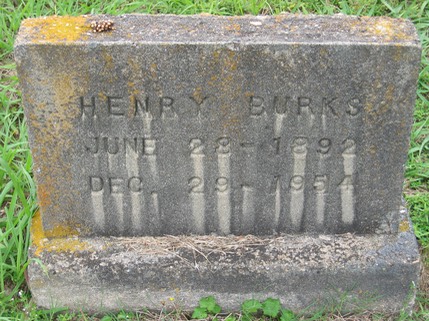 HENRY BURKS
JUNE 28-1892
DEC. 29-1954